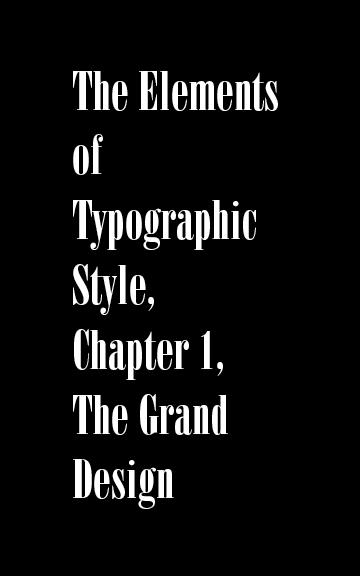 The Elements
of
Typographic
Style,
Chapter 1,
The Grand
Design